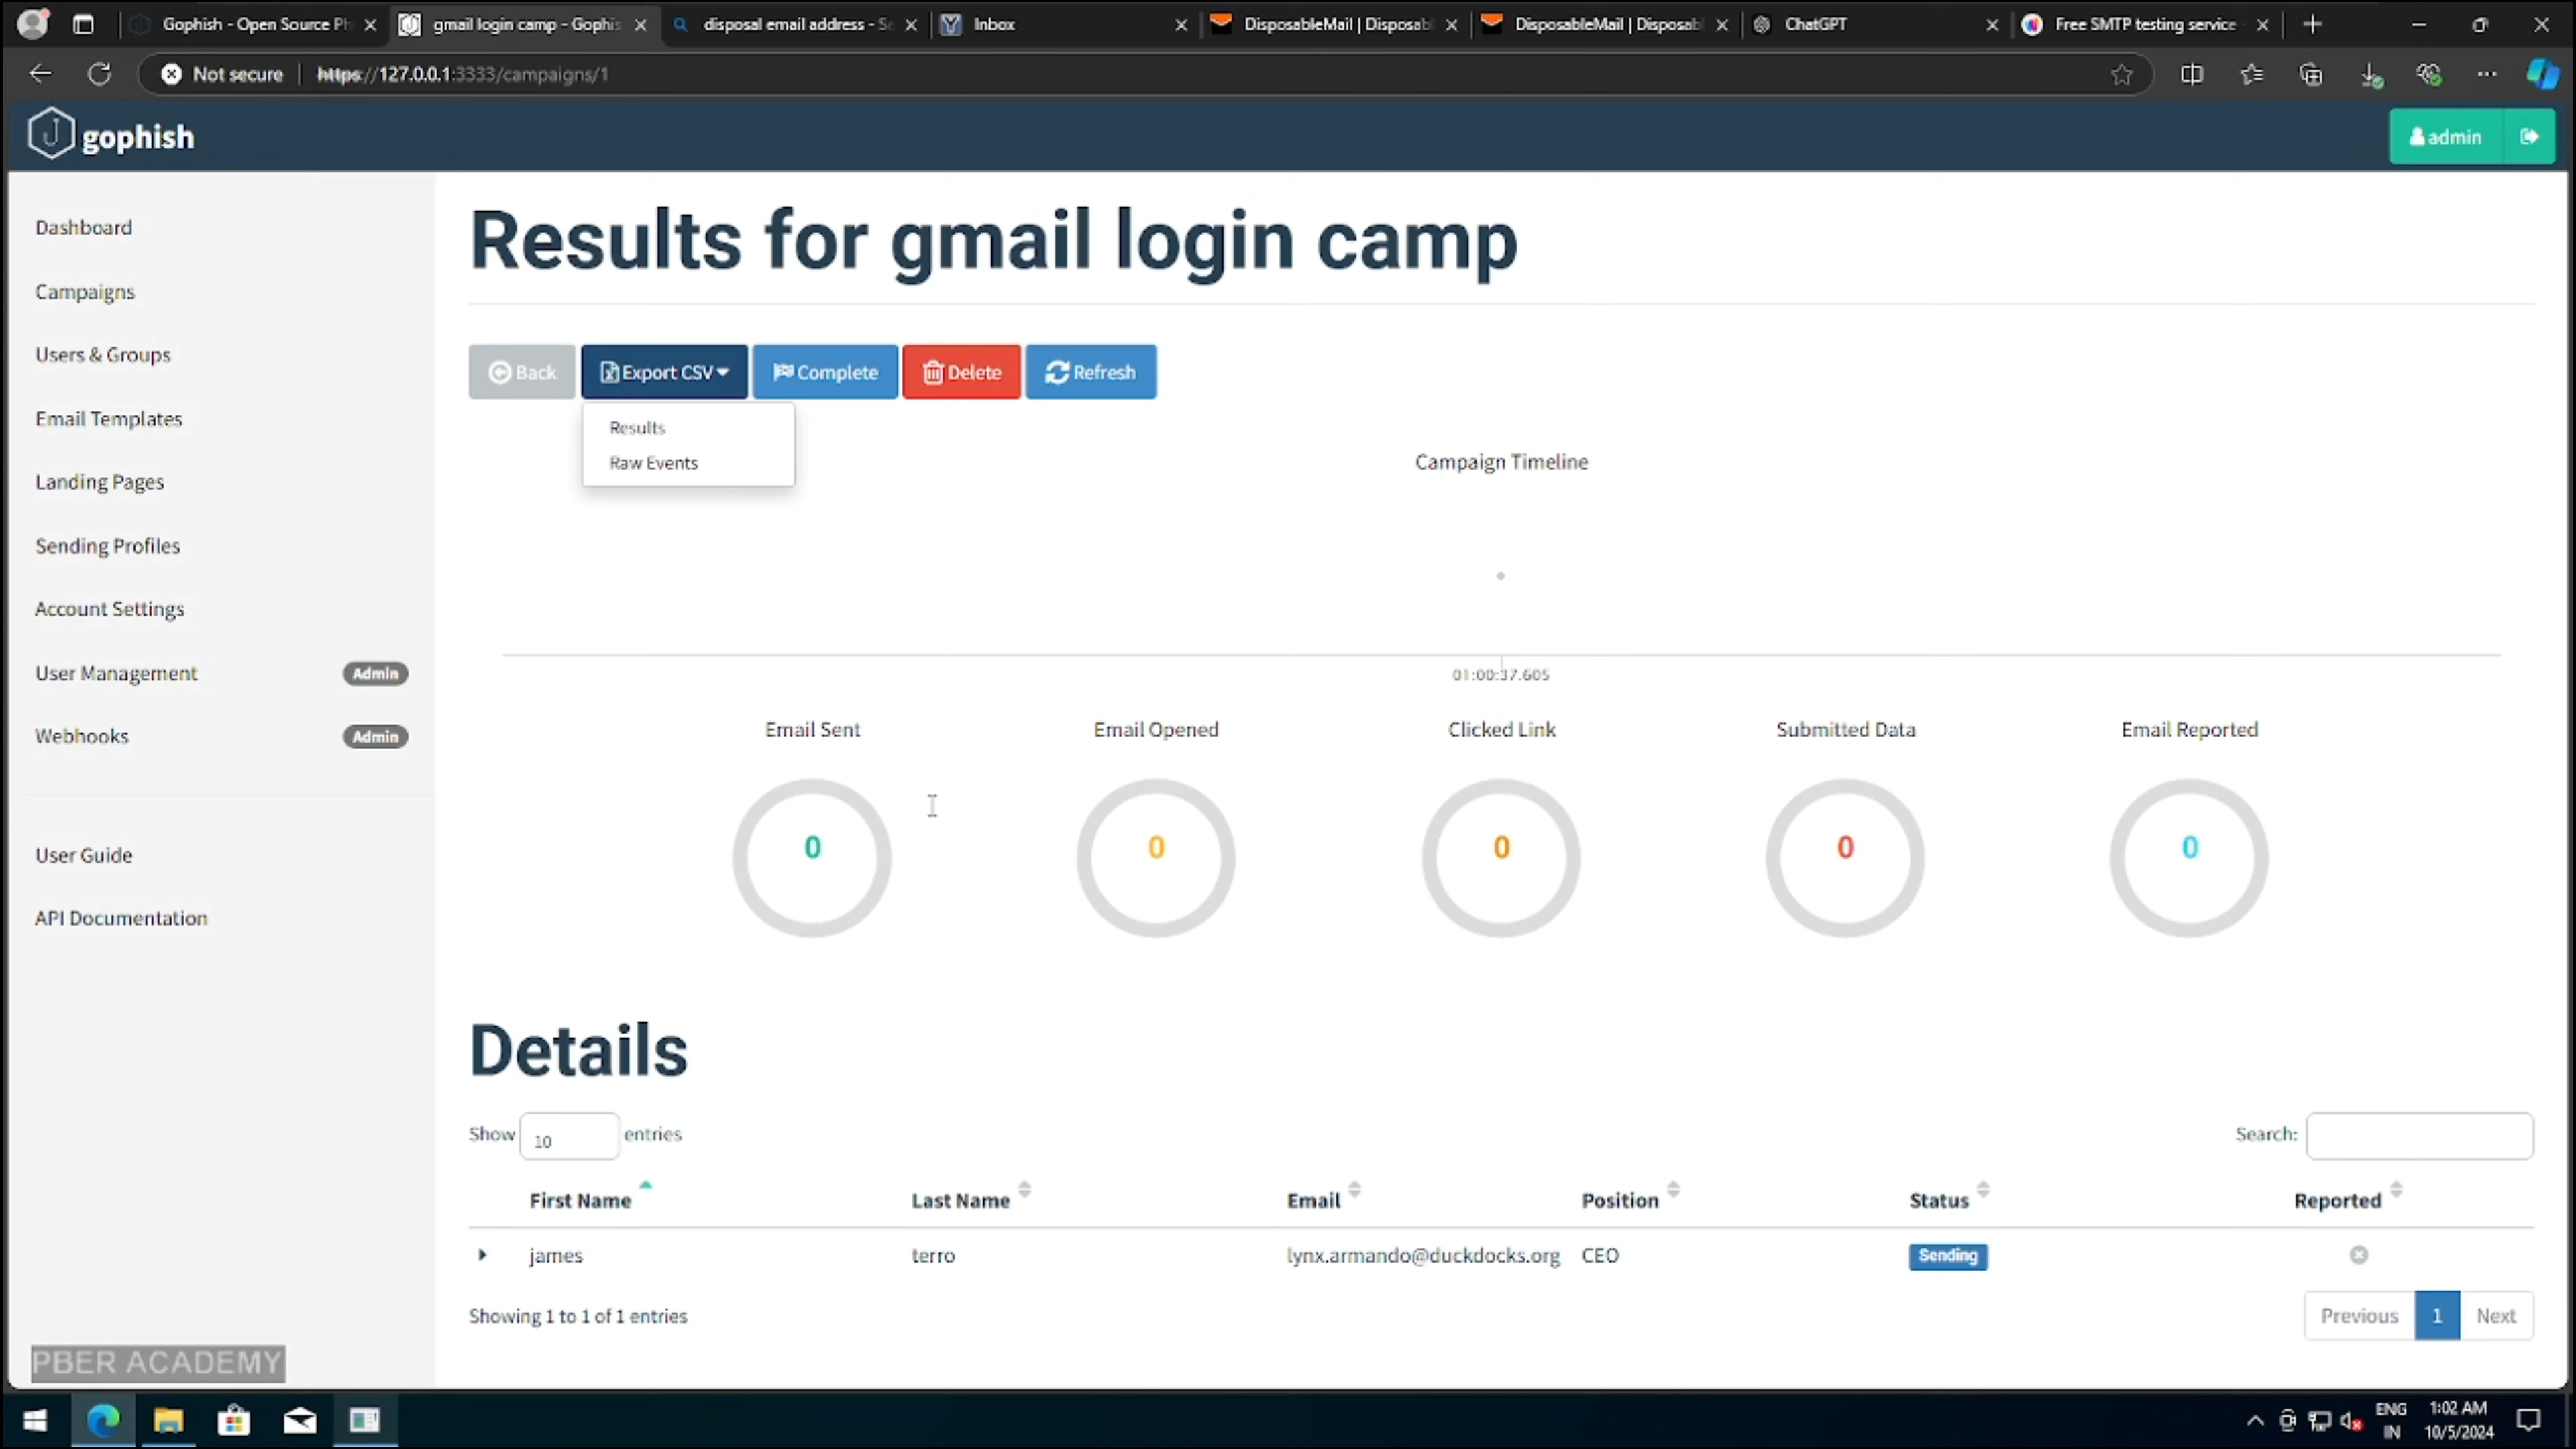 Gophish - Open Source Ph
gmail login camp - Gophis
disposal email address - Se
Inbox
DisposableMail | Disposabl
DisposableMail | Disposabl
ChatGPT
Free SMTP testing service
Not secure
https://127.0.0.1:3333/campaigns/1
gophish
admin
Dashboard
Campaigns
Users & Groups
Email Templates
Landing Pages
Sending Profiles
Account Settings
User Management Admin
Webhooks Admin
User Guide
API Documentation
Results for gmail login camp
Back Export CSV Complete Delete Refresh
Results
Raw Events
Campaign Timeline
01:00:37.605
Email Sent Email Opened Clicked Link Submitted Data Email Reported
0 0 0 0 0
Details
Show 10 entries
Search:
First Name Last Name Email Position Status Reported
james terro lynx.armando@duckdocks.org CEO Sending
Showing 1 to 1 of 1 entries
Previous 1 Next
PBER ACADEMY
ENG
IN
1:02 AM
10/5/2024